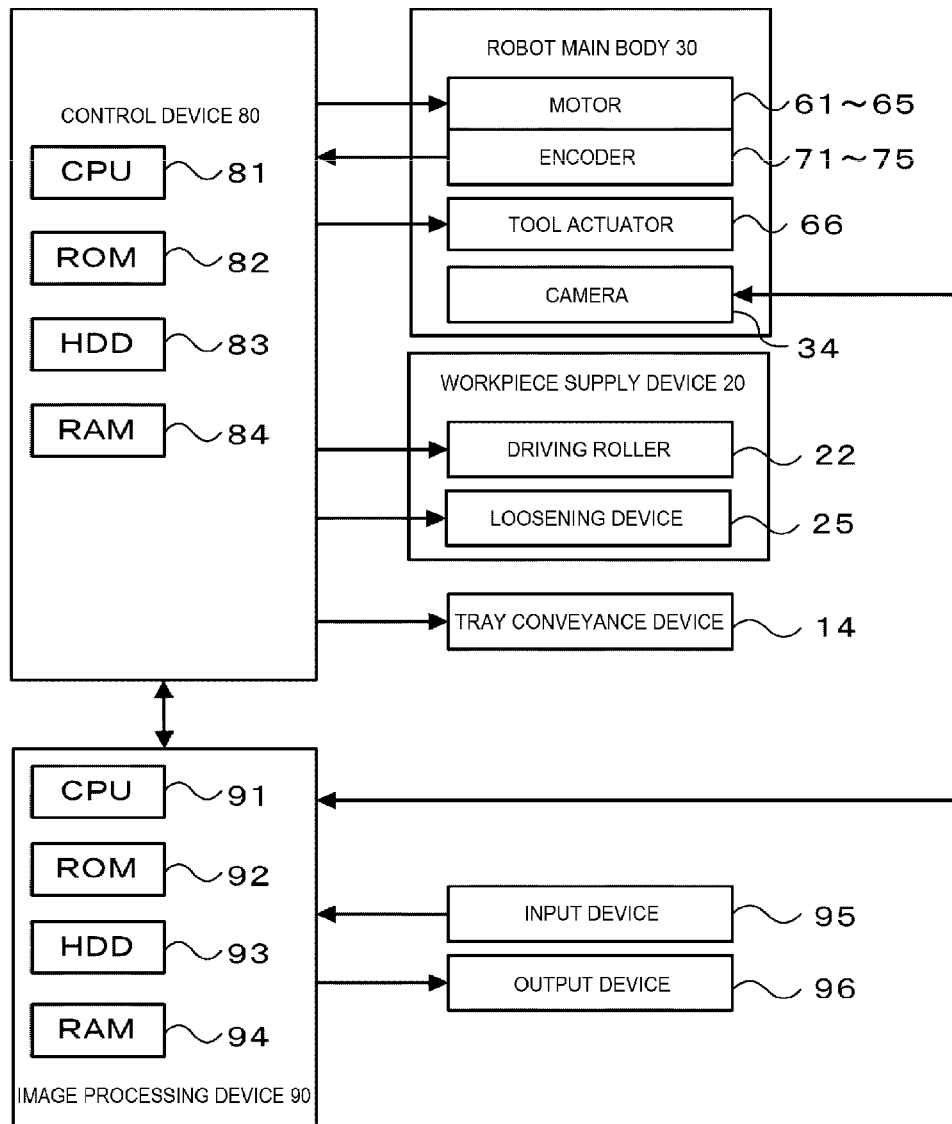 CONTROL DEVICE 80
CPU 81
ROM 82
HDD 83
RAM 84
ROBOT MAIN BODY 30
MOTOR 61~65
ENCODER 71~75
TOOL ACTUATOR 66
CAMERA
34
WORKPIECE SUPPLY DEVICE 20
DRIVING ROLLER 22
LOOSENING DEVICE 25
TRAY CONVEYANCE DEVICE 14
CPU 91
ROM 92
HDD 93
RAM 94
IMAGE PROCESSING DEVICE 90
INPUT DEVICE 95
OUTPUT DEVICE 96